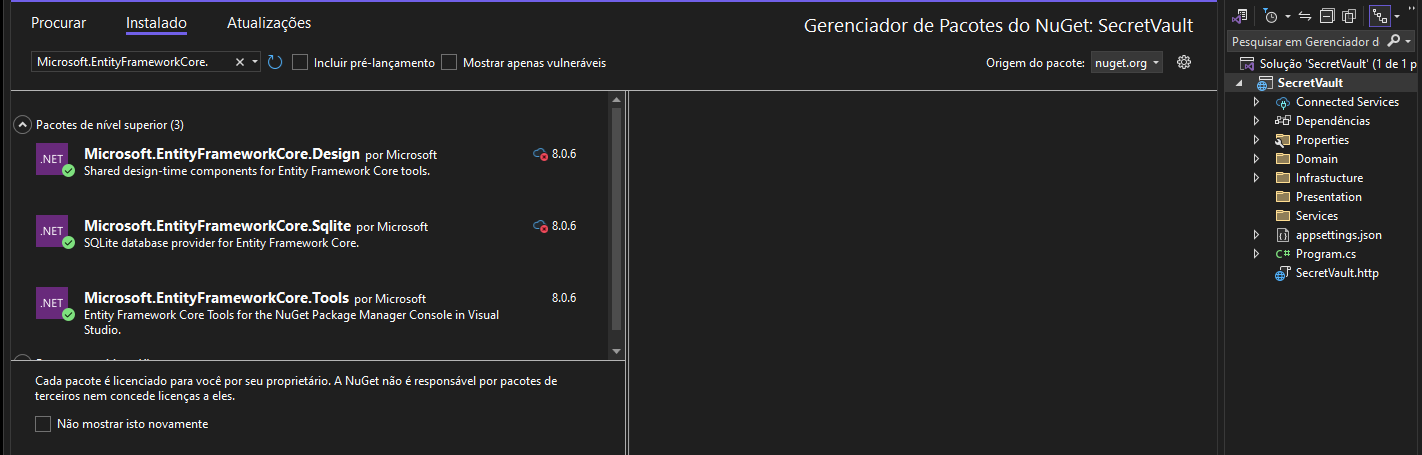 Procurar
Instalado
Atualizações
Gerenciador de Pacotes do NuGet: SecretVault
Microsoft.EntityFrameworkCore.
Incluir pré-lançamento
Mostrar apenas vulneráveis
Origem do pacote:
nuget.org
Pacotes de nível superior (3)
.NET
Microsoft.EntityFrameworkCore.Design por Microsoft
8.0.6
Shared design-time components for Entity Framework Core tools.
.NET
Microsoft.EntityFrameworkCore.Sqlite por Microsoft
8.0.6
SQLite database provider for Entity Framework Core.
.NET
Microsoft.EntityFrameworkCore.Tools por Microsoft
8.0.6
Entity Framework Core Tools for the NuGet Package Manager Console in Visual
Studio.
Cada pacote é licenciado para você por seu proprietário. A NuGet não é responsável por pacotes de
terceiros nem concede licenças a eles.
Não mostrar isto novamente
Pesquisar em Gerenciador d
Solução 'SecretVault' (1 de 1 p
SecretVault
Connected Services
Dependências
Properties
Domain
Infrastucture
Presentation
Services
appsettings.json
C# Program.cs
SecretVault.http